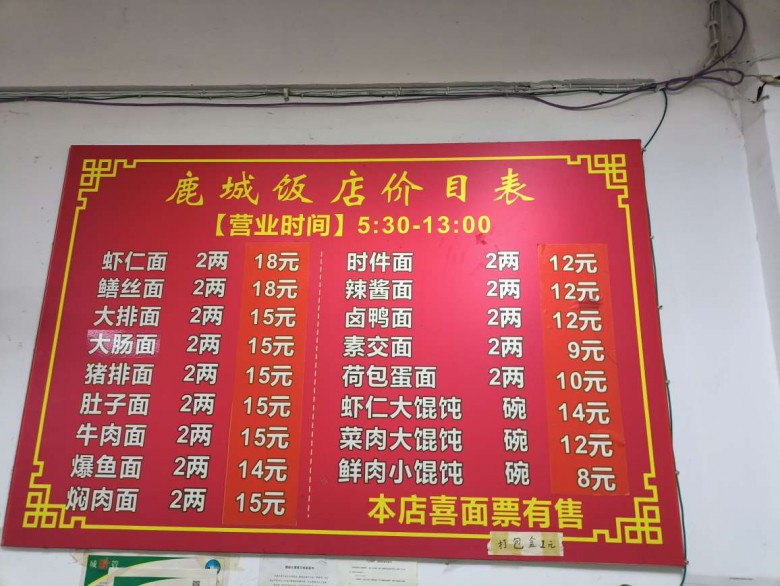 鹿城饭店价目表
【营业时间】5:30-13:00
虾仁面 2两 18元
鳝丝面 2两 18元
大排面 2两 15元
大肠面 2两 15元
猪排面 2两 15元
肚子面 2两 15元
牛肉面 2两 15元
爆鱼面 2两 14元
焖肉面 2两 15元
时件面 2两 12元
辣酱面 2两 12元
卤鸭面 2两 12元
素交面 2两 9元
荷包蛋面 2两 10元
虾仁大馄饨 碗 14元
菜肉大馄饨 碗 12元
鲜肉小馄饨 碗 8元
本店喜面票有售
打包盒1元